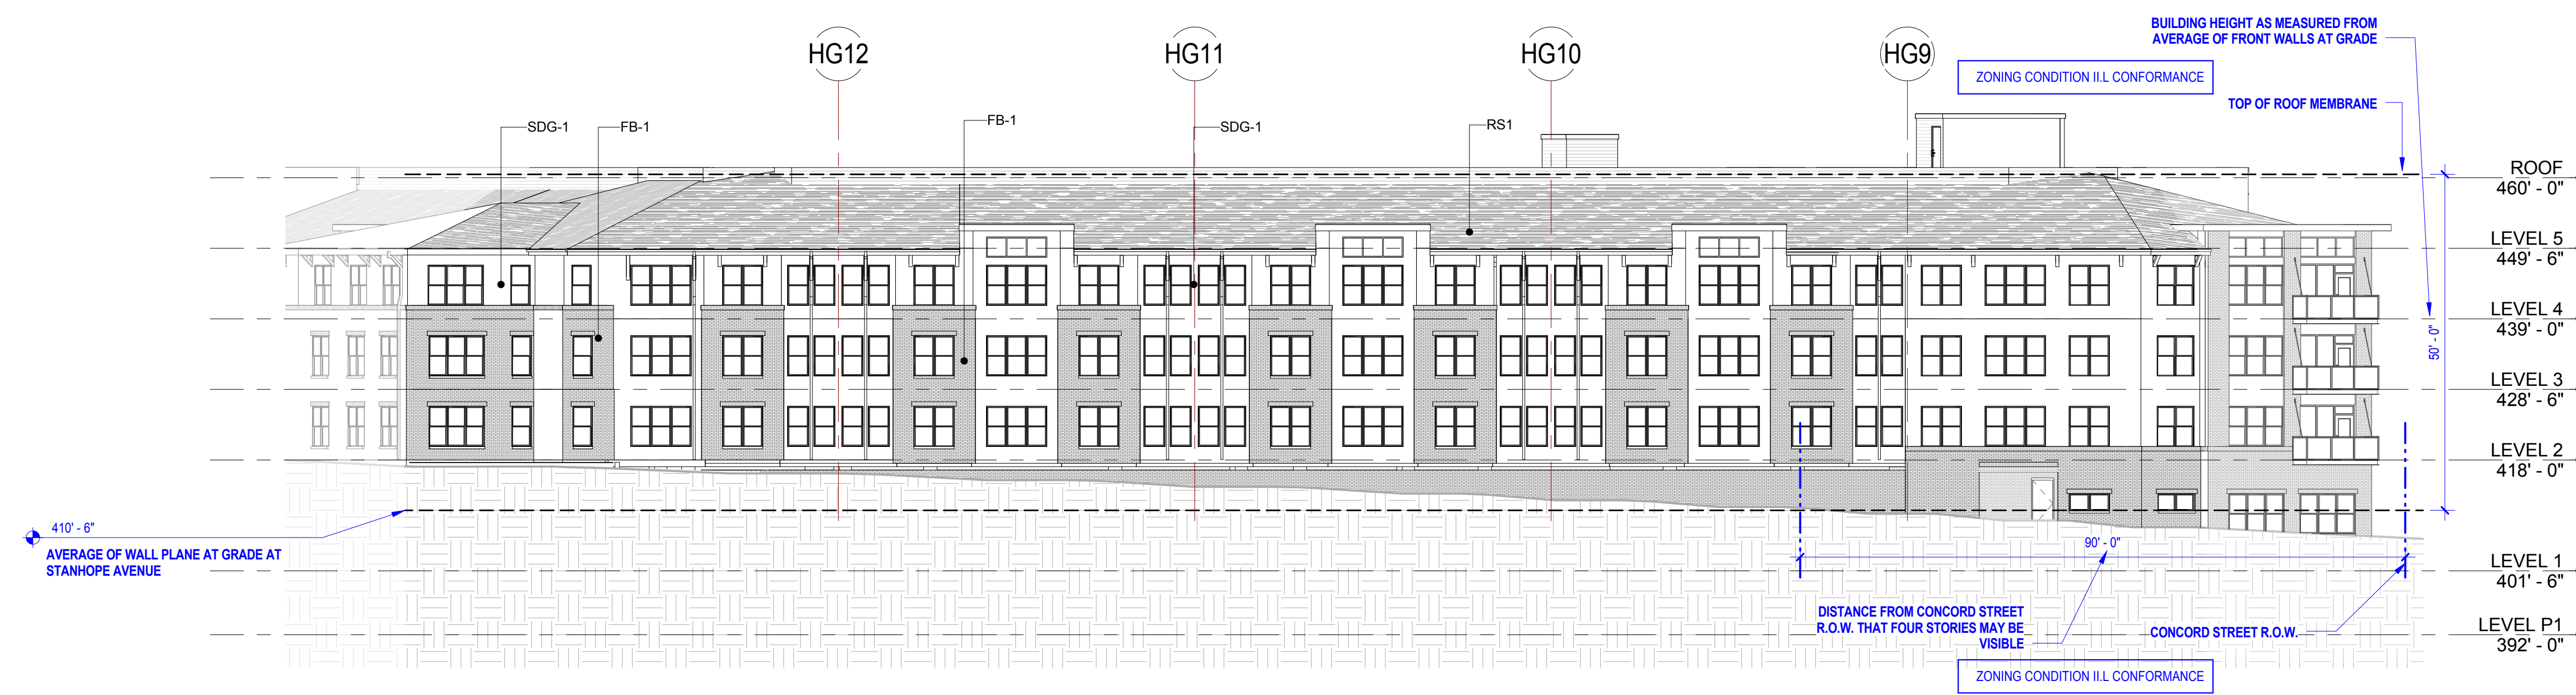 HG12
HG11
HG10
HG9
BUILDING HEIGHT AS MEASURED FROM
AVERAGE OF FRONT WALLS AT GRADE
ZONING CONDITION II.L CONFORMANCE
TOP OF ROOF MEMBRANE
SDG-1
FB-1
FB-1
SDG-1
RS1
ROOF
460' - 0"
LEVEL 5
449' - 6"
LEVEL 4
439' - 0"
50' - 0"
LEVEL 3
428' - 6"
LEVEL 2
418' - 0"
410' - 6"
AVERAGE OF WALL PLANE AT GRADE AT
STANHOPE AVENUE
90' - 0"
LEVEL 1
401' - 6"
DISTANCE FROM CONCORD STREET
R.O.W. THAT FOUR STORIES MAY BE
VISIBLE
CONCORD STREET R.O.W.
LEVEL P1
392' - 0"
ZONING CONDITION II.L CONFORMANCE